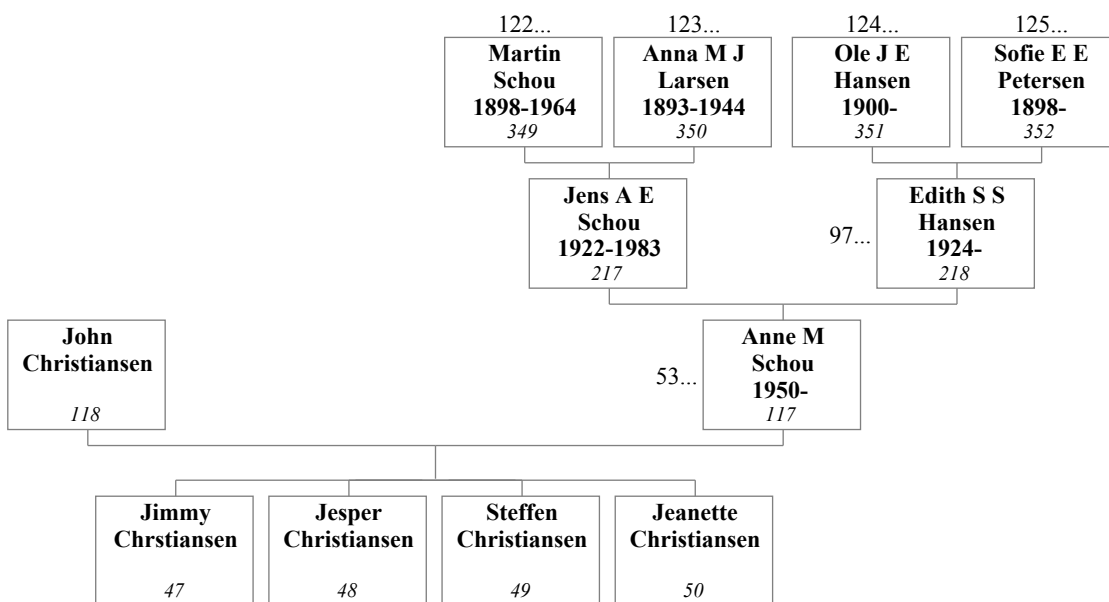 122...
123...
124...
125...
Martin
Schou
1898-1964
349
Anna M J
Larsen
1893-1944
350
Ole J E
Hansen
1900-
351
Sofie E E
Petersen
1898-
352
Jens A E
Schou
1922-1983
217
97...
Edith S S
Hansen
1924-
218
John
Christiansen
118
53...
Anne M
Schou
1950-
117
Jimmy
Chrstiansen
47
Jesper
Christiansen
48
Steffen
Christiansen
49
Jeanette
Christiansen
50